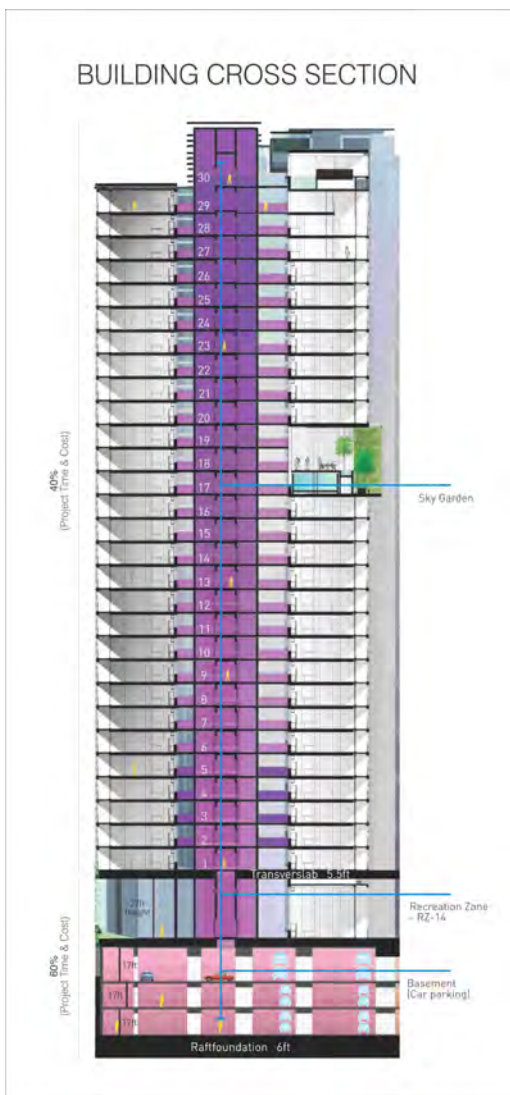 BUILDING CROSS SECTION
30
29
28
27
26
25
24
23
22
21
20
19
18
17
16
15
14
13
12
11
10
9
8
7
6
5
4
3
2
1
40%
(Project Time & Cost)
Sky Garden
Transverslab 5.5ft
Height
Recreation Zone
- RZ-14
60%
(Project Time & Cost)
17ft
17ft
17ft
Basement
(Car parking)
Raftfoundation 6ft